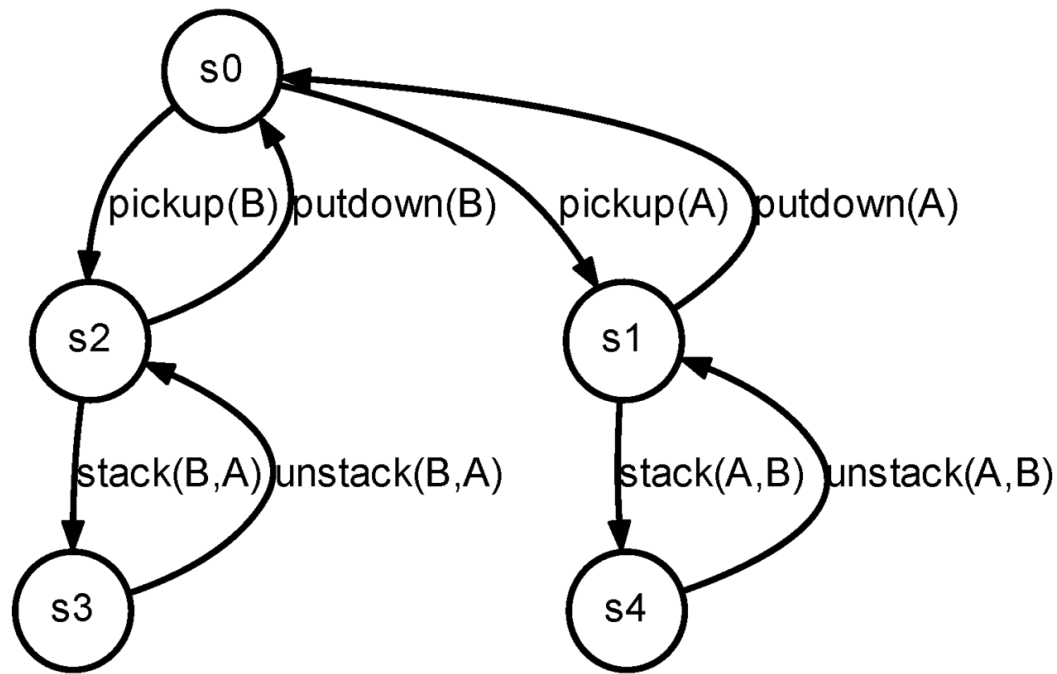 s0
pickup(B)
putdown(B)
pickup(A)
putdown(A)
s2
s1
stack(B,A)
unstack(B,A)
stack(A,B)
unstack(A,B)
s3
s4